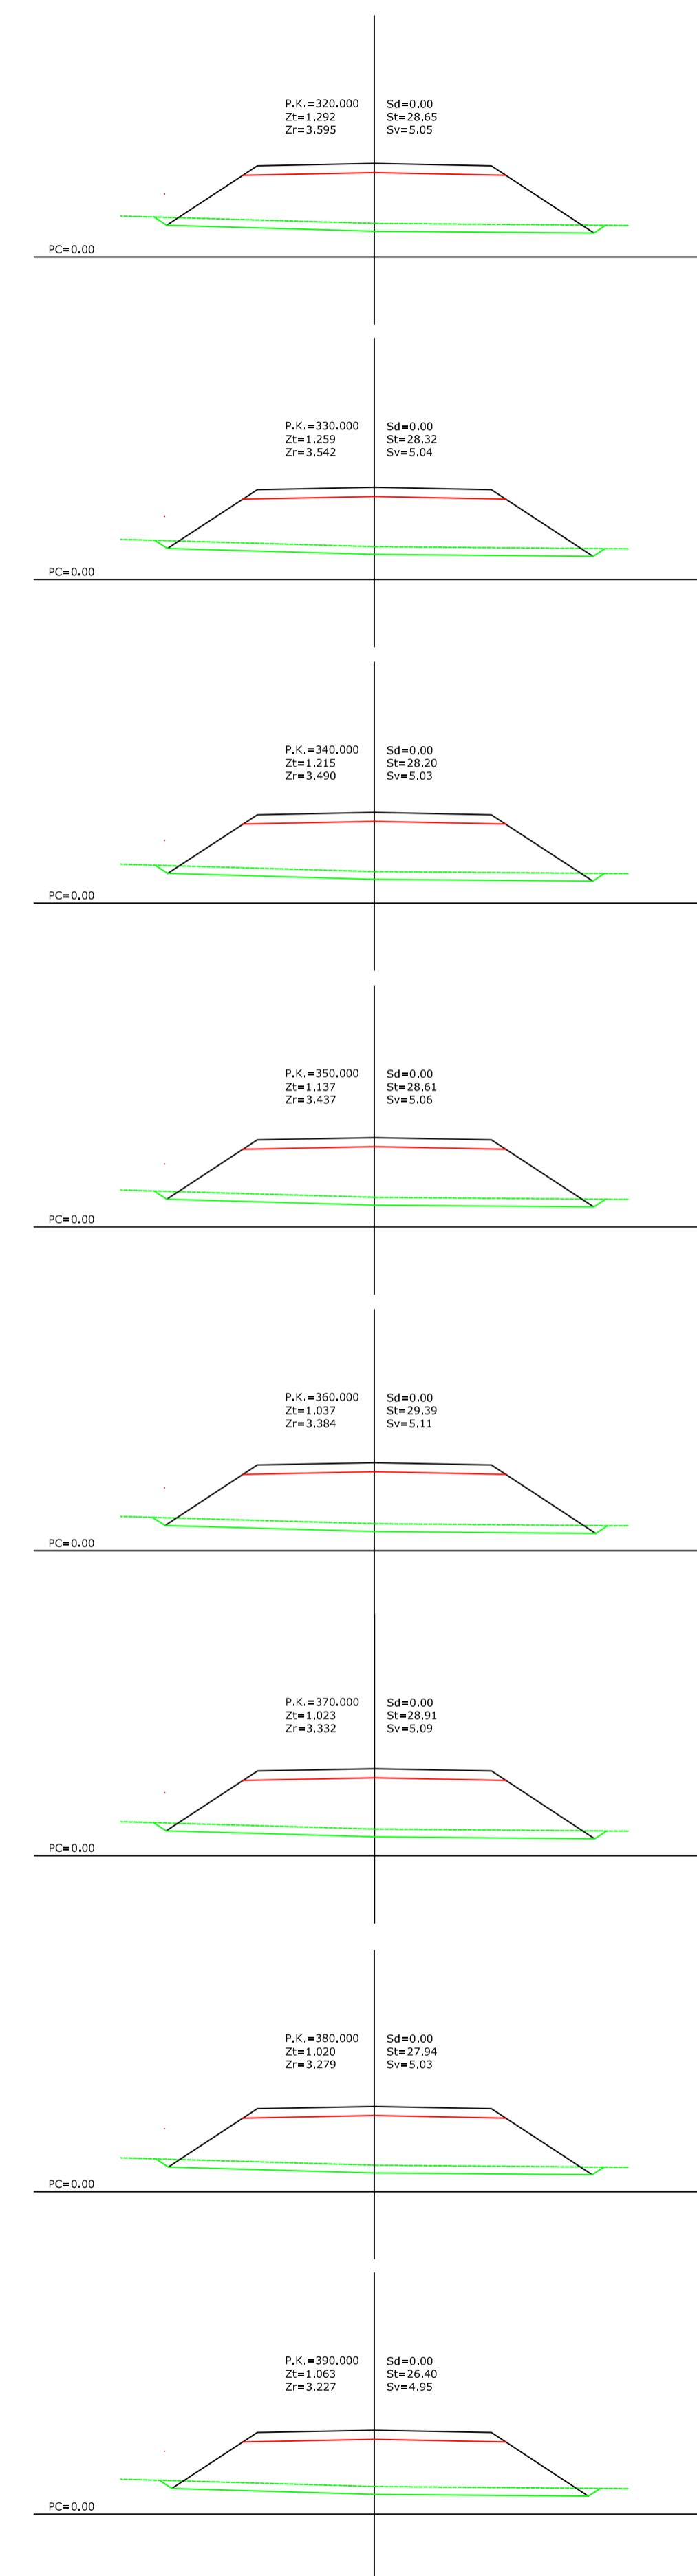 P.K.=320.000 Sd=0.00
Zt=1.292 St=28.65
Zr=3.595 Sv=5.05
PC=0.00
P.K.=330.000 Sd=0.00
Zt=1.259 St=28.32
Zr=3.542 Sv=5.04
PC=0.00
P.K.=340.000 Sd=0.00
Zt=1.215 St=28.20
Zr=3.490 Sv=5.03
PC=0.00
P.K.=350.000 Sd=0.00
Zt=1.137 St=28.61
Zr=3.437 Sv=5.06
PC=0.00
P.K.=360.000 Sd=0.00
Zt=1.037 St=29.39
Zr=3.384 Sv=5.11
PC=0.00
P.K.=370.000 Sd=0.00
Zt=1.023 St=28.91
Zr=3.332 Sv=5.09
PC=0.00
P.K.=380.000 Sd=0.00
Zt=1.020 St=27.94
Zr=3.279 Sv=5.03
PC=0.00
P.K.=390.000 Sd=0.00
Zt=1.063 St=26.40
Zr=3.227 Sv=4.95
PC=0.00